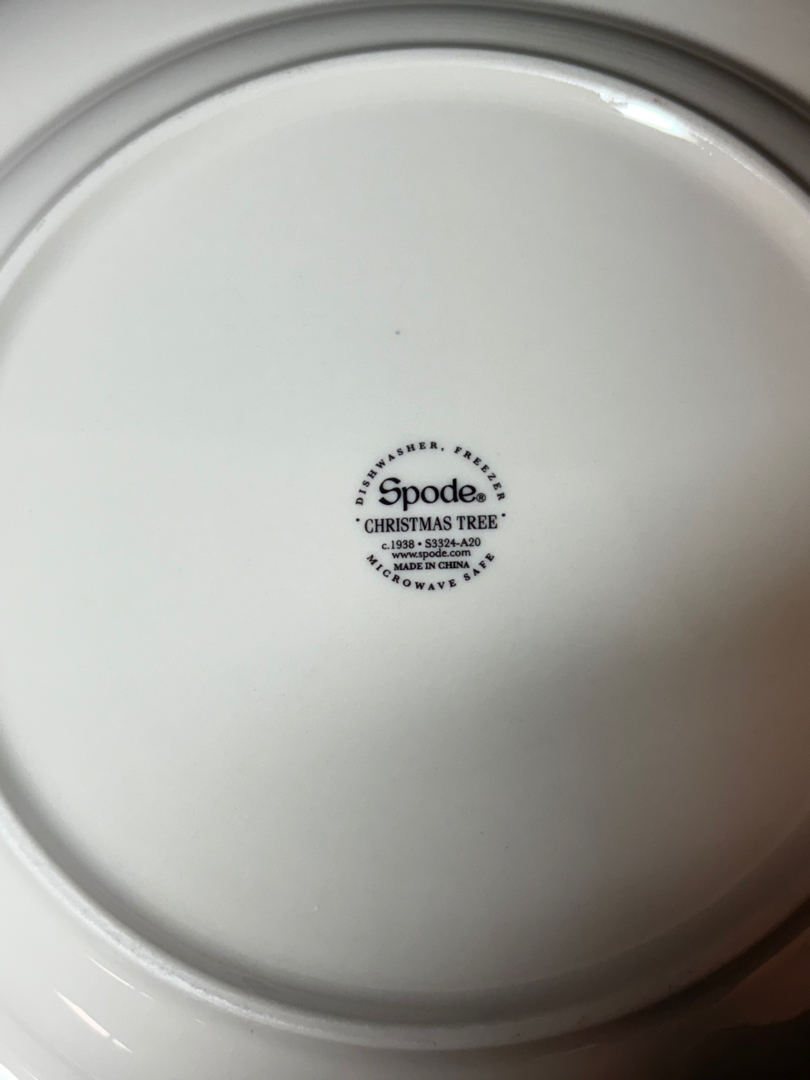 DISHWASHER, FREEZER
Spode®
• CHRISTMAS TREE •
c.1938 • S3324-A20
www.spode.com
MADE IN CHINA
MICROWAVE SAFE